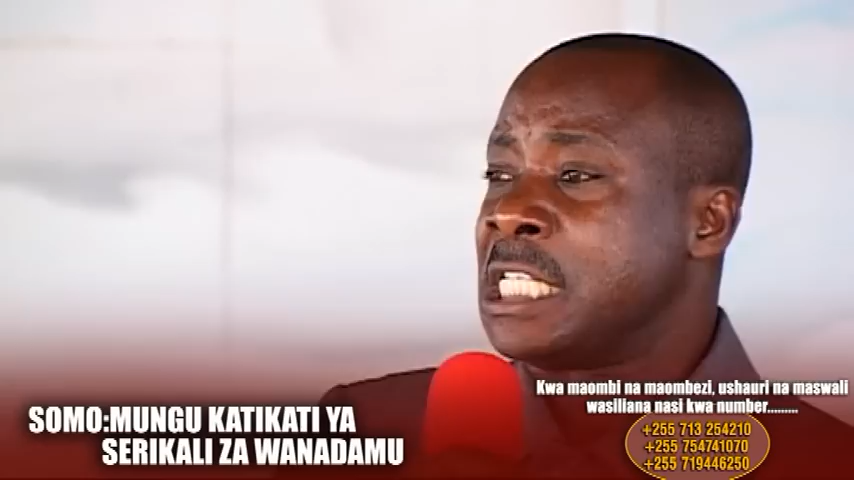 SOMO:MUNGU KATIKATI YA
SERIKALI ZA WANADAMU
Kwa maombi na maombezi, ushauri na maswali
wasiliana nasi kwa number.........
+255 713 254210
+255 754741070
+255 719446250